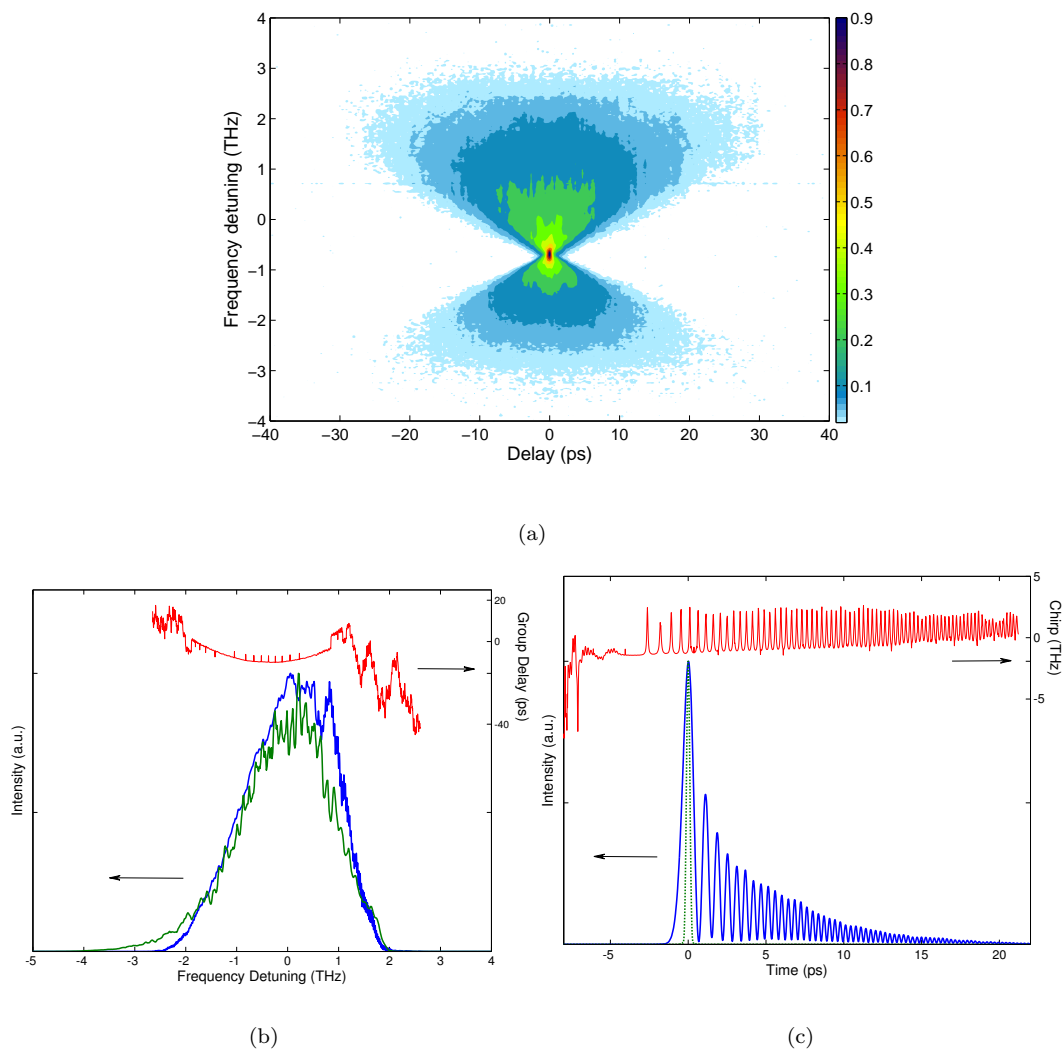 4
3
2
1
0
−1
−2
−3
−4
Frequency detuning (THz)
−40 −30 −20 −10 0 10 20 30 40
Delay (ps)
0.9
0.8
0.7
0.6
0.5
0.4
0.3
0.2
0.1
(a)
20
0
-40
Group Delay (ps)
Intensity (a.u.)
-5 -4 -3 -2 -1 0 1 2 3 4
Frequency Detuning (THz)
(b)
5
0
-5
Chirp (THz)
Intensity (a.u.)
-5 0 5 10 15 20
Time (ps)
(c)